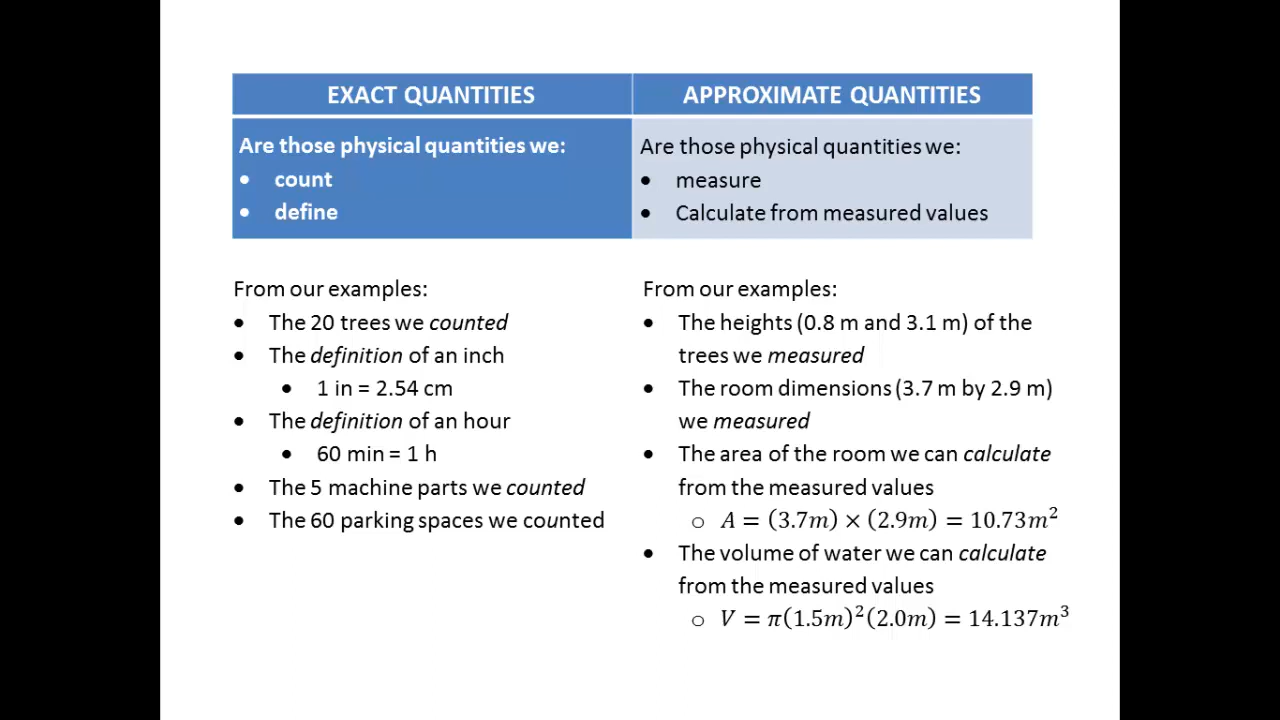 EXACT QUANTITIES
APPROXIMATE QUANTITIES
Are those physical quantities we:
• count
• define
Are those physical quantities we:
• measure
• Calculate from measured values
From our examples:
• The 20 trees we counted
• The definition of an inch
• 1 in = 2.54 cm
• The definition of an hour
• 60 min = 1 h
• The 5 machine parts we counted
• The 60 parking spaces we counted
From our examples:
• The heights (0.8 m and 3.1 m) of the
trees we measured
• The room dimensions (3.7 m by 2.9 m)
we measured
• The area of the room we can calculate
from the measured values
○ A = (3.7m) × (2.9m) = 10.73m²
• The volume of water we can calculate
from the measured values
○ V = π(1.5m)²(2.0m) = 14.137m³